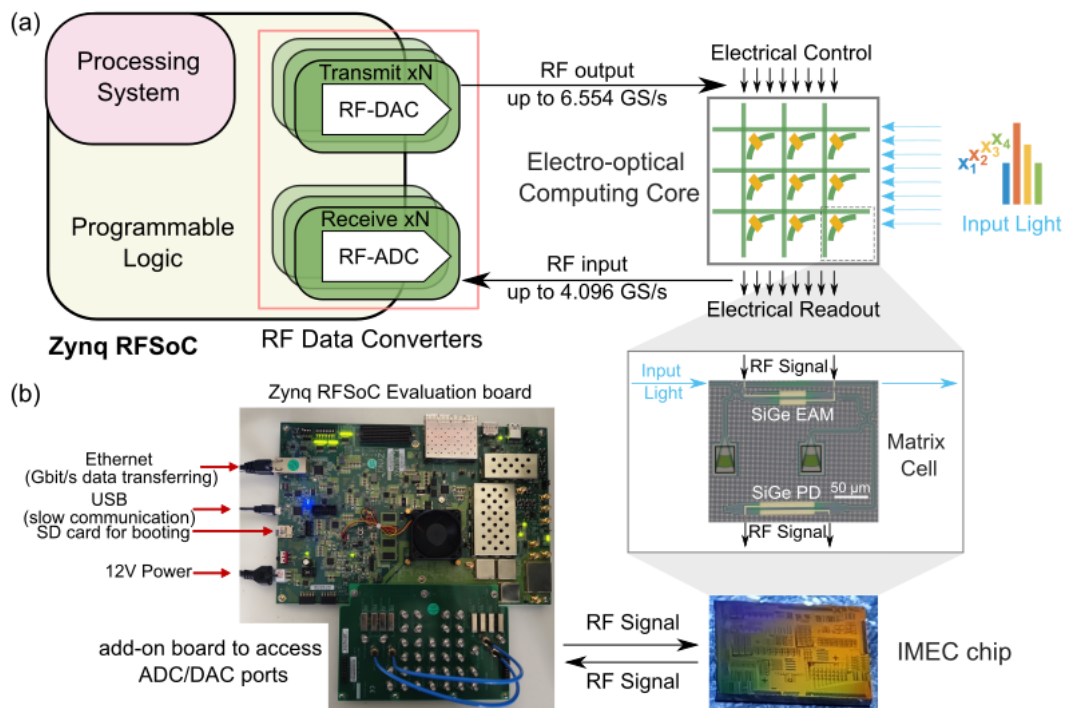 (a)
Processing
System
Programmable
Logic
Zynq RFSoC
Transmit xN
RF-DAC
Receive xN
RF-ADC
RF Data Converters
RF output
up to 6.554 GS/s
RF input
up to 4.096 GS/s
Electrical Control
Electro-optical
Computing Core
x1
x2
x3
x4
Input Light
Electrical Readout
Input
Light
RF Signal
SiGe EAM
Matrix
Cell
50 µm
SiGe PD
RF Signal
(b)
Zynq RFSoC Evaluation board
Ethernet
(Gbit/s data transferring)
USB
(slow communication)
SD card for booting
12V Power
add-on board to access
ADC/DAC ports
RF Signal
RF Signal
IMEC chip